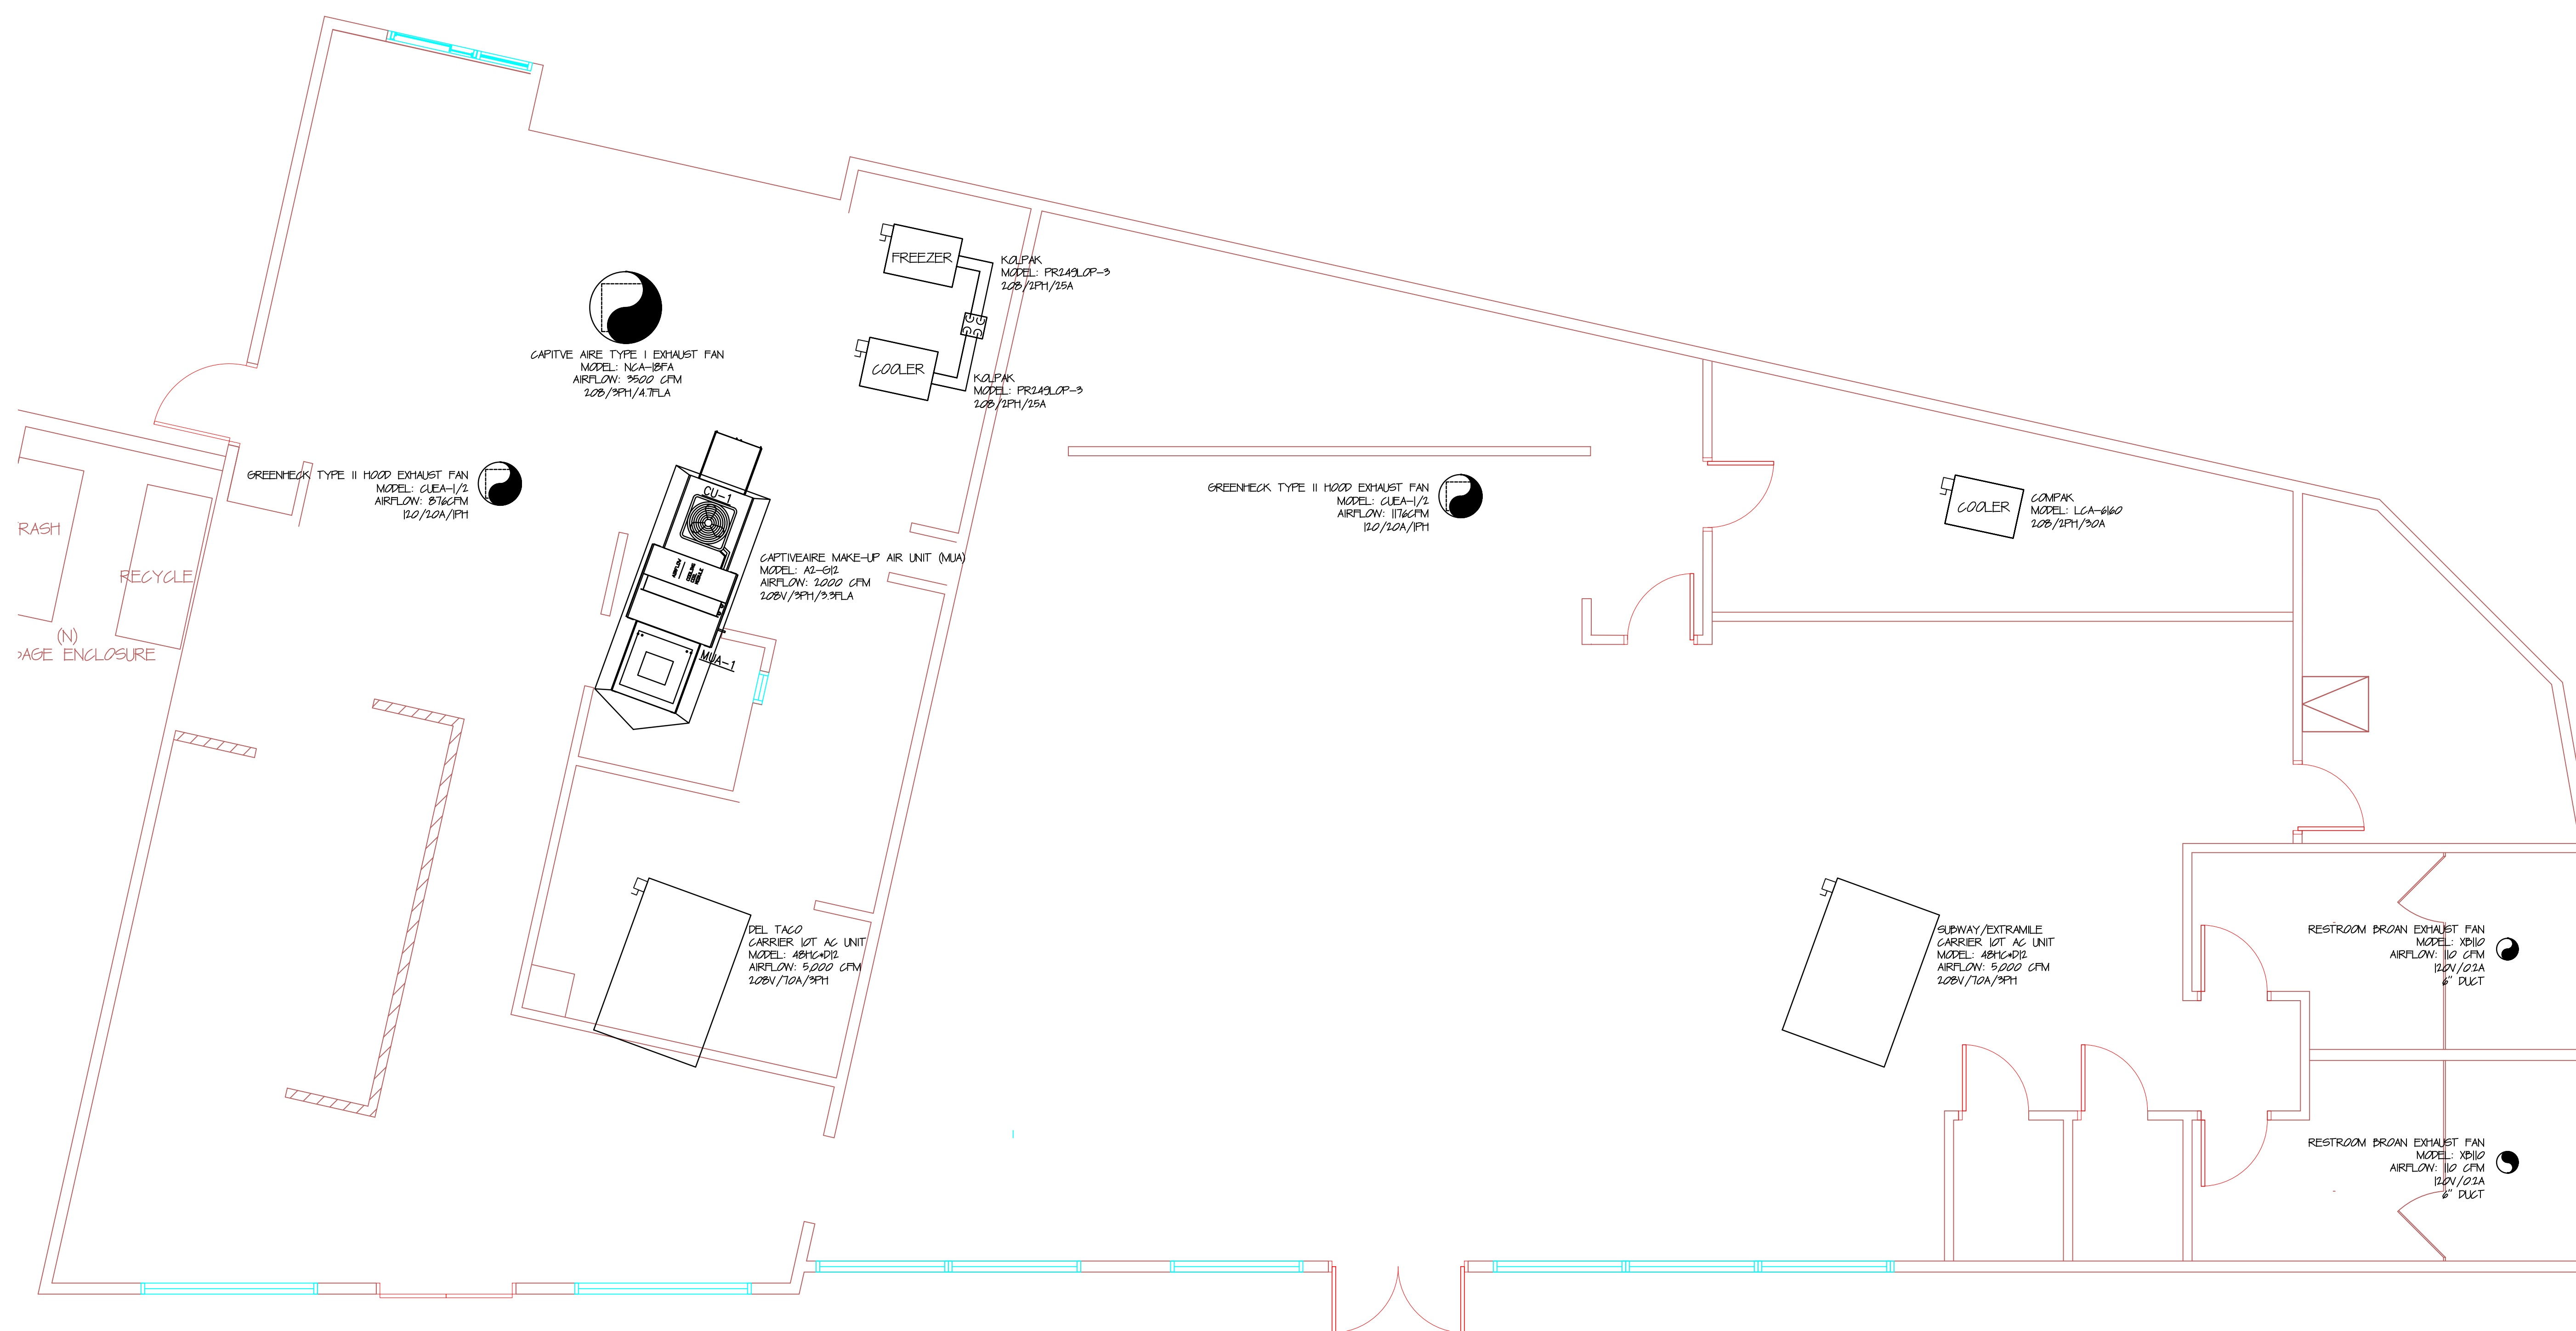 FREEZER
KOLPAK
MODEL: PR249LOP-3
208/2PH/25A
CAPITVE AIRE TYPE I EXHAUST FAN
MODEL: NCA-18FA
AIRFLOW: 3500 CFM
208/3PH/4.7FLA
COOLER
KOLPAK
MODEL: PR249LOP-3
208/2PH/25A
GREENHECK TYPE II HOOD EXHAUST FAN
MODEL: CUEA-1/2
AIRFLOW: 876CFM
120/20A/1PH
CU-1
GREENHECK TYPE II HOOD EXHAUST FAN
MODEL: CUEA-1/2
AIRFLOW: 1176CFM
120/20A/1PH
COOLER
COMPAK
MODEL: LCA-6160
208/2PH/30A
RASH
RECYCLE
(N)
AGE ENCLOSURE
AIRFLOW
CAPTIVEAIRE MAKE-UP AIR UNIT (MUA)
MODEL: A2-G12
AIRFLOW: 2000 CFM
208V/3PH/3.3FLA
MUA-1
DEL TACO
CARRIER 10T AC UNIT
MODEL: 48HC*D12
AIRFLOW: 5,000 CFM
208V/70A/3PH
SUBWAY/EXTRAMILE
CARRIER 10T AC UNIT
MODEL: 48HC*D12
AIRFLOW: 5,000 CFM
208V/70A/3PH
RESTROOM BROAN EXHAUST FAN
MODEL: XB110
AIRFLOW: 110 CFM
120V/0.2A
6" DUCT
RESTROOM BROAN EXHAUST FAN
MODEL: XB110
AIRFLOW: 110 CFM
120V/0.2A
6" DUCT